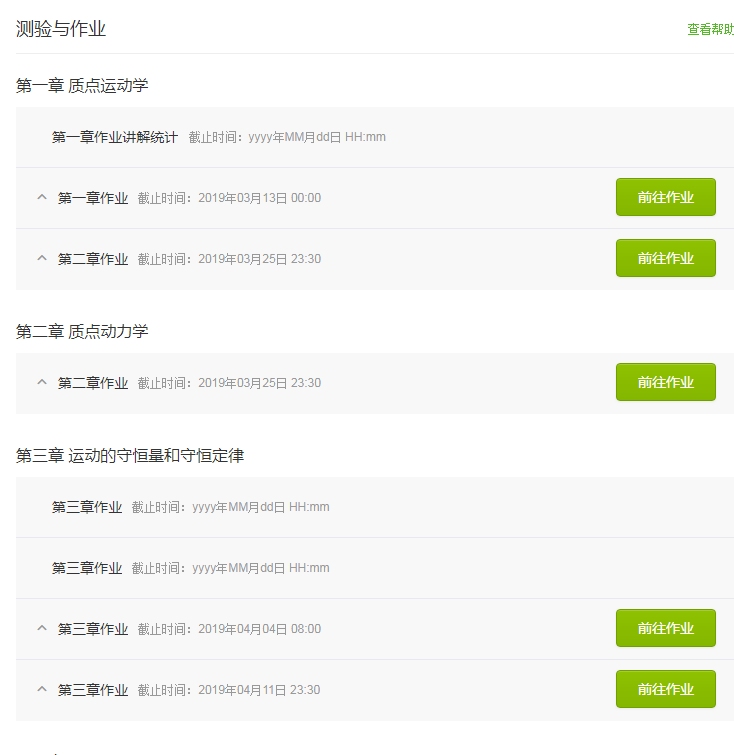 测验与作业 查看帮助
第一章 质点运动学
第一章作业讲解统计 截止时间：yyyy年MM月dd日 HH:mm
第一章作业 截止时间：2019年03月13日 00:00 前往作业
第二章作业 截止时间：2019年03月25日 23:30 前往作业
第二章 质点动力学
第二章作业 截止时间：2019年03月25日 23:30 前往作业
第三章 运动的守恒量和守恒定律
第三章作业 截止时间：yyyy年MM月dd日 HH:mm
第三章作业 截止时间：yyyy年MM月dd日 HH:mm
第三章作业 截止时间：2019年04月04日 08:00 前往作业
第三章作业 截止时间：2019年04月11日 23:30 前往作业